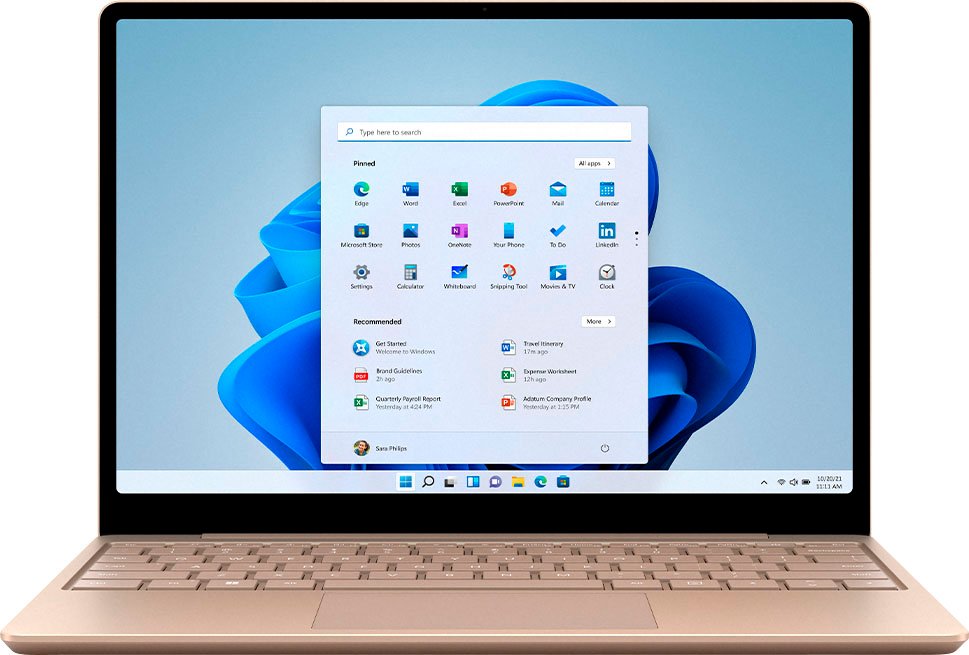 Type here to search
Pinned
All apps >
Edge Word Excel PowerPoint Mail Calendar
Microsoft Store Photos OneNote Your Phone To Do LinkedIn
Settings Calculator Whiteboard Snipping Tool Movies & TV Clock
Recommended
More >
Get Started
Welcome to Windows
Travel Itinerary
17m ago
Brand Guidelines
2h ago
Expense Worksheet
12h ago
Quarterly Payroll Report
Yesterday at 4:24 PM
Adatum Company Profile
Yesterday at 1:15 PM
Sara Philips
10/20/21
11:11 AM